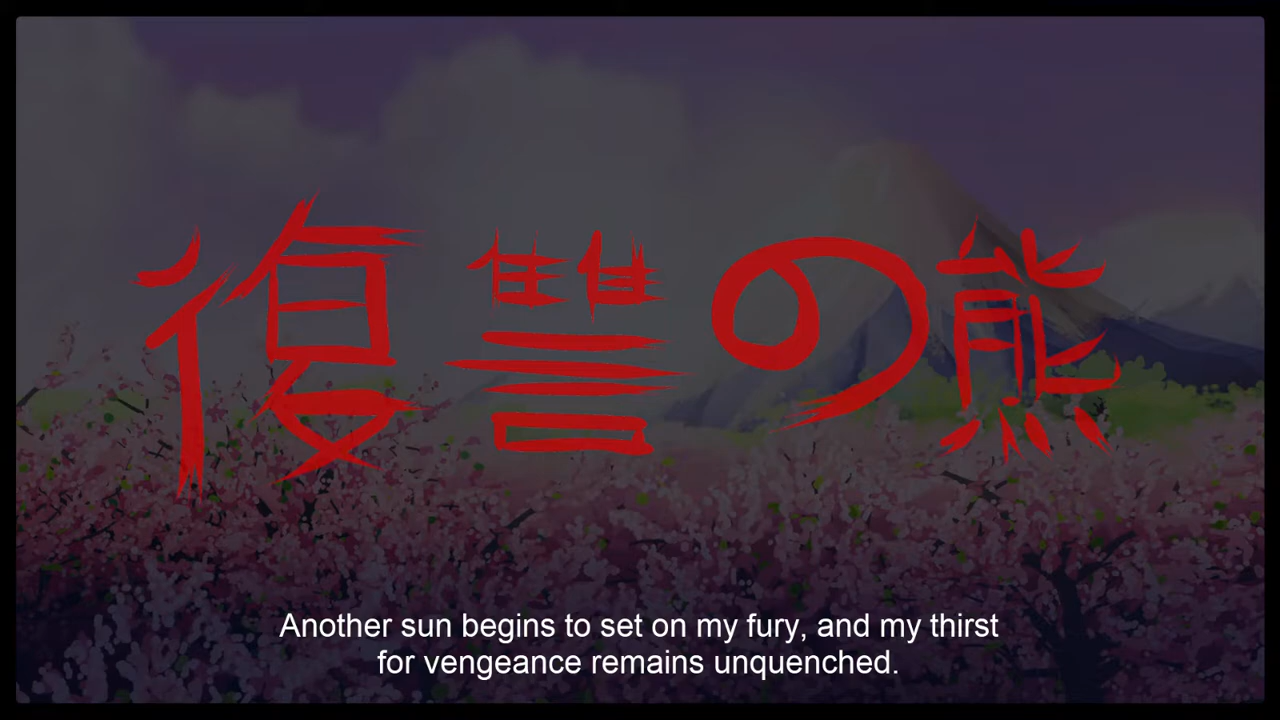 復讐の熊
Another sun begins to set on my fury, and my thirst
for vengeance remains unquenched.